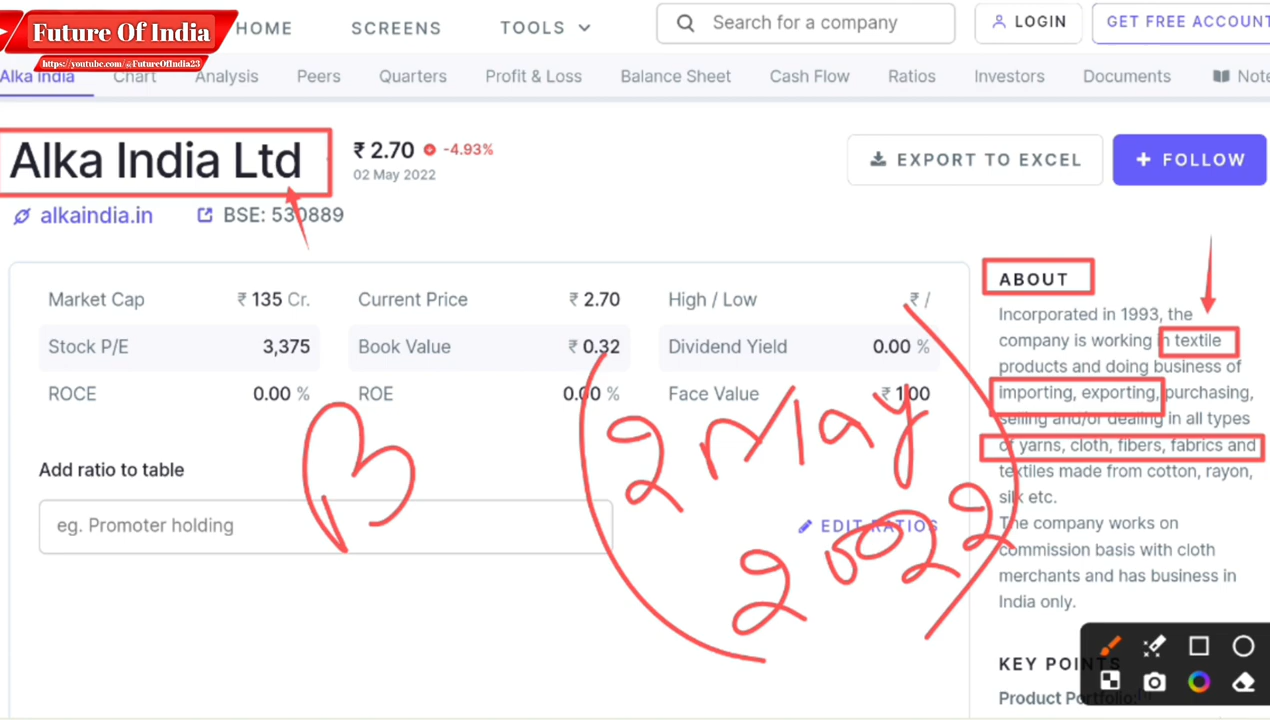 Future Of India
https://youtube.com/@FutureOfIndia23
HOME SCREENS TOOLS Search for a company LOGIN GET FREE ACCOUNT
Alka India Chart Analysis Peers Quarters Profit & Loss Balance Sheet Cash Flow Ratios Investors Documents Note
Alka India Ltd
₹ 2.70 -4.93%
02 May 2022
EXPORT TO EXCEL + FOLLOW
alkaindia.in BSE: 530889
Market Cap ₹ 135 Cr. Current Price ₹ 2.70 High / Low ₹ /
Stock P/E 3,375 Book Value ₹ 0.32 Dividend Yield 0.00 %
ROCE 0.00 % ROE 0.00 % Face Value ₹ 1.00
Add ratio to table
eg. Promoter holding
EDIT RATIOS
B
2 May
2022
ABOUT
Incorporated in 1993, the
company is working in textile
products and doing business of
importing, exporting, purchasing,
selling and/or dealing in all types
of yarns, cloth, fibers, fabrics and
textiles made from cotton, rayon,
silk etc.
The company works on
commission basis with cloth
merchants and has business in
India only.
KEY POINTS
Product Portfolio: